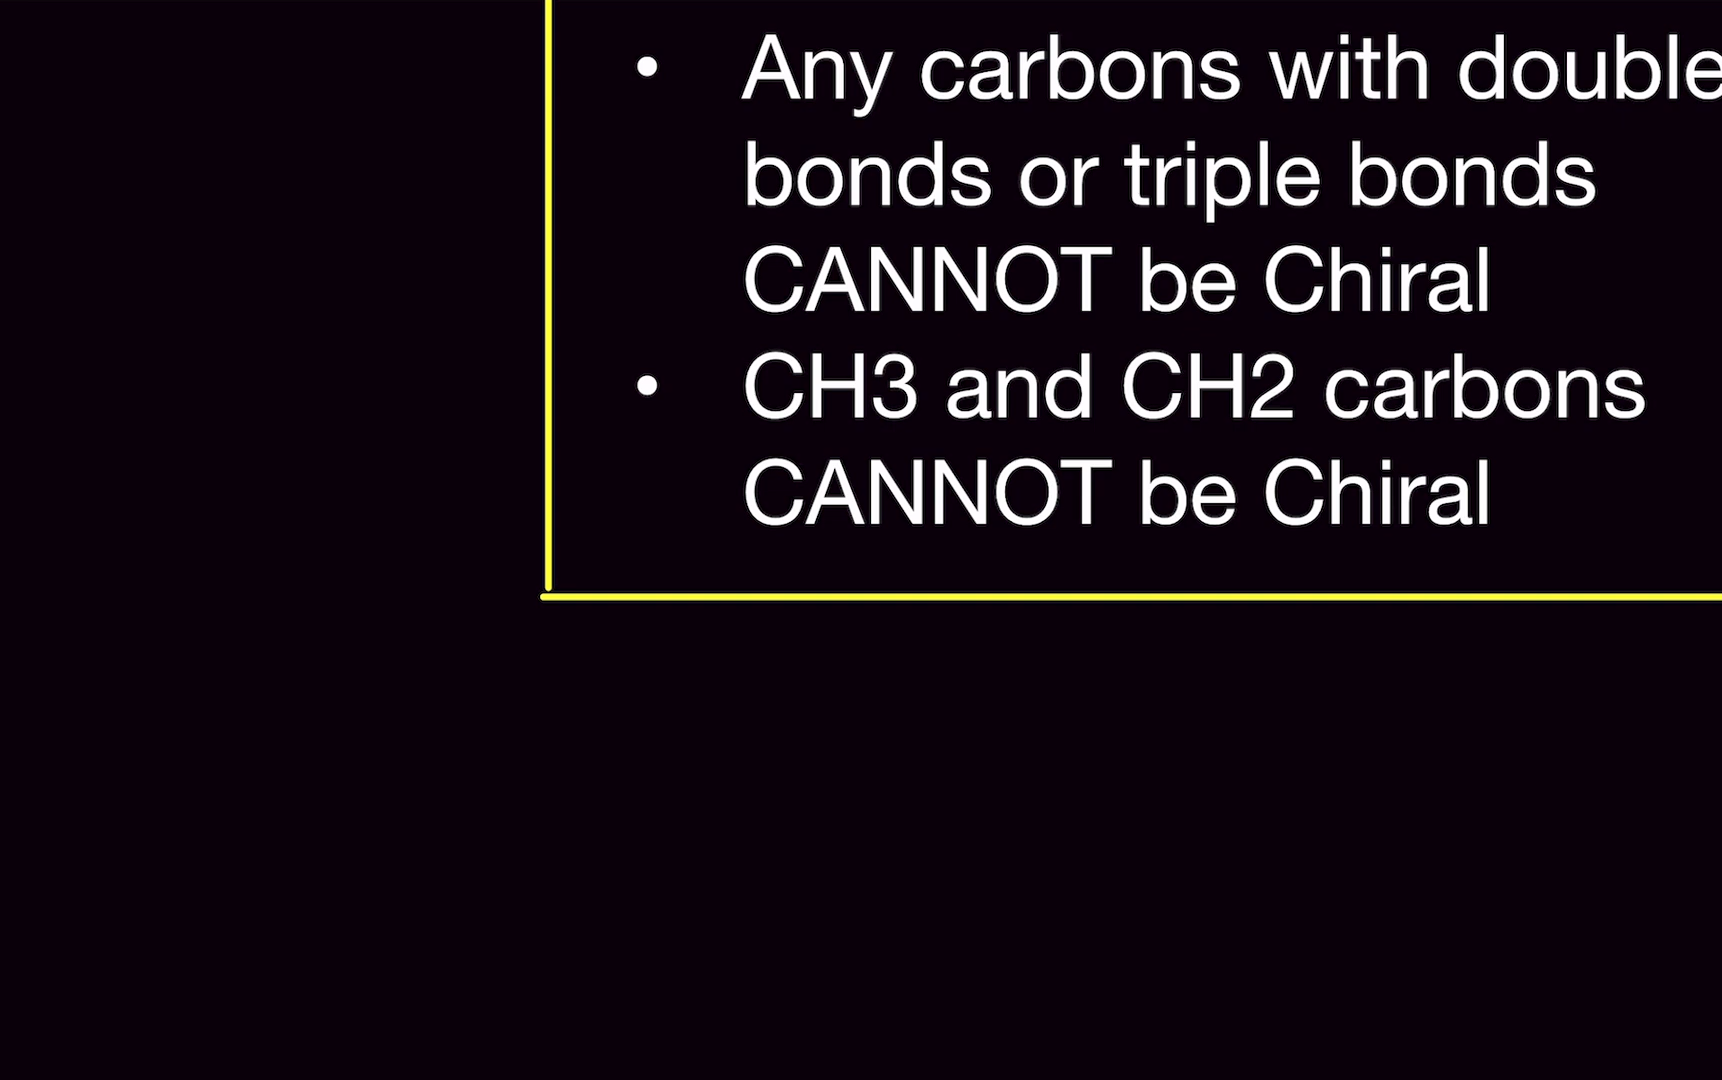 • Any carbons with double
bonds or triple bonds
CANNOT be Chiral
• CH3 and CH2 carbons
CANNOT be Chiral